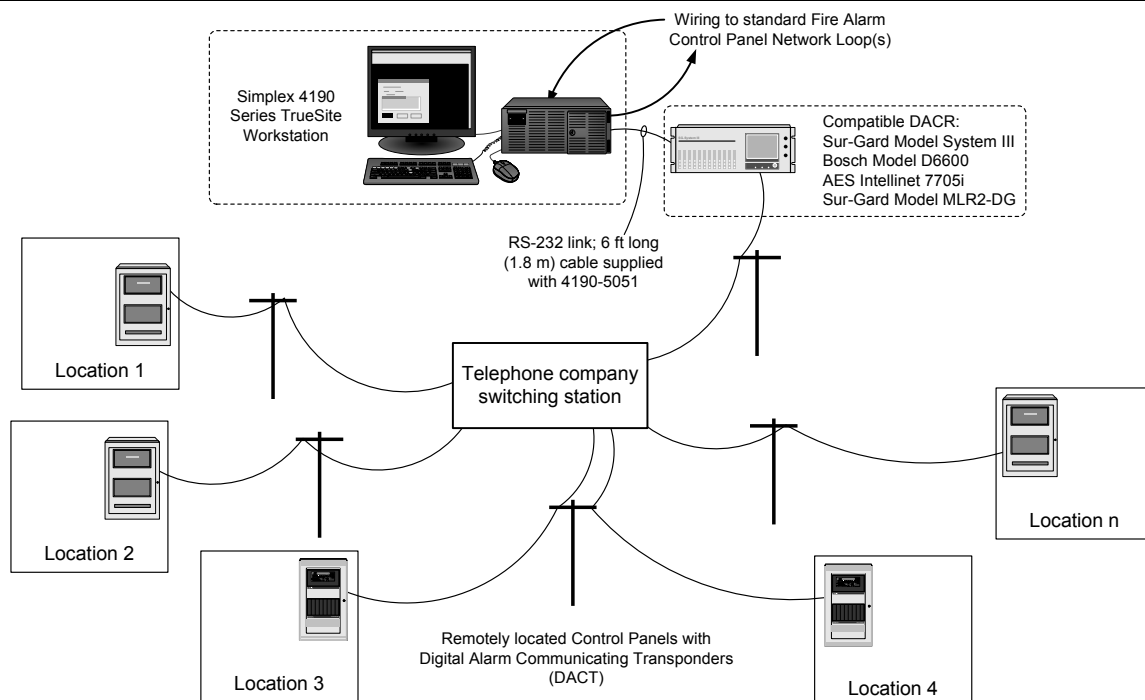 Wiring to standard Fire Alarm
Control Panel Network Loop(s)
Simplex 4190
Series TrueSite
Workstation
Compatible DACR:
Sur-Gard Model System III
Bosch Model D6600
AES Intellinet 7705i
Sur-Gard Model MLR2-DG
RS-232 link; 6 ft long
(1.8 m) cable supplied
with 4190-5051
Location 1
Telephone company
switching station
Location 2
Location n
Location 3
Remotely located Control Panels with
Digital Alarm Communicating Transponders
(DACT)
Location 4